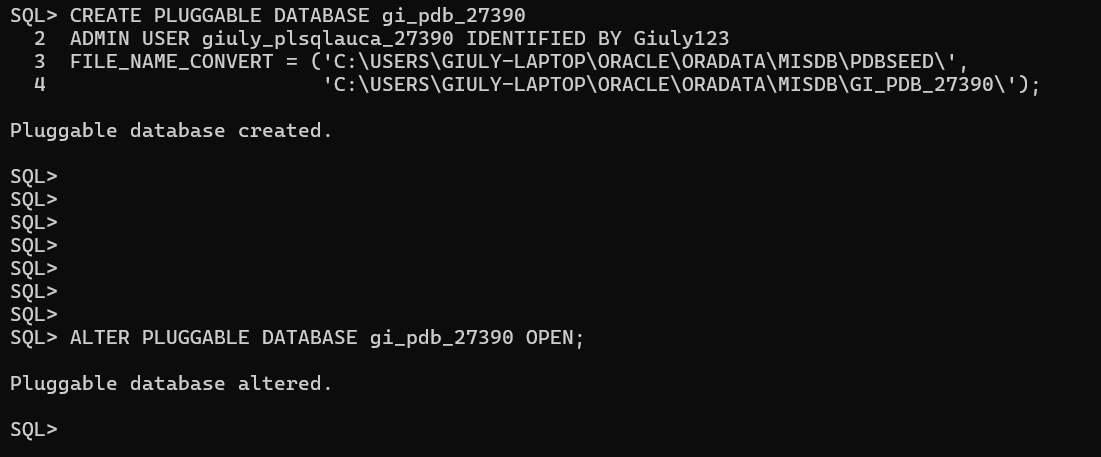 SQL> CREATE PLUGGABLE DATABASE gi_pdb_27390
  2  ADMIN USER giuly_plsqlauca_27390 IDENTIFIED BY Giuly123
  3  FILE_NAME_CONVERT = ('C:\USERS\GIULY-LAPTOP\ORACLE\ORADATA\MISDB\PDBSEED\',
  4                       'C:\USERS\GIULY-LAPTOP\ORACLE\ORADATA\MISDB\GI_PDB_27390\');
Pluggable database created.
SQL>
SQL>
SQL>
SQL>
SQL>
SQL>
SQL>
SQL> ALTER PLUGGABLE DATABASE gi_pdb_27390 OPEN;
Pluggable database altered.
SQL>